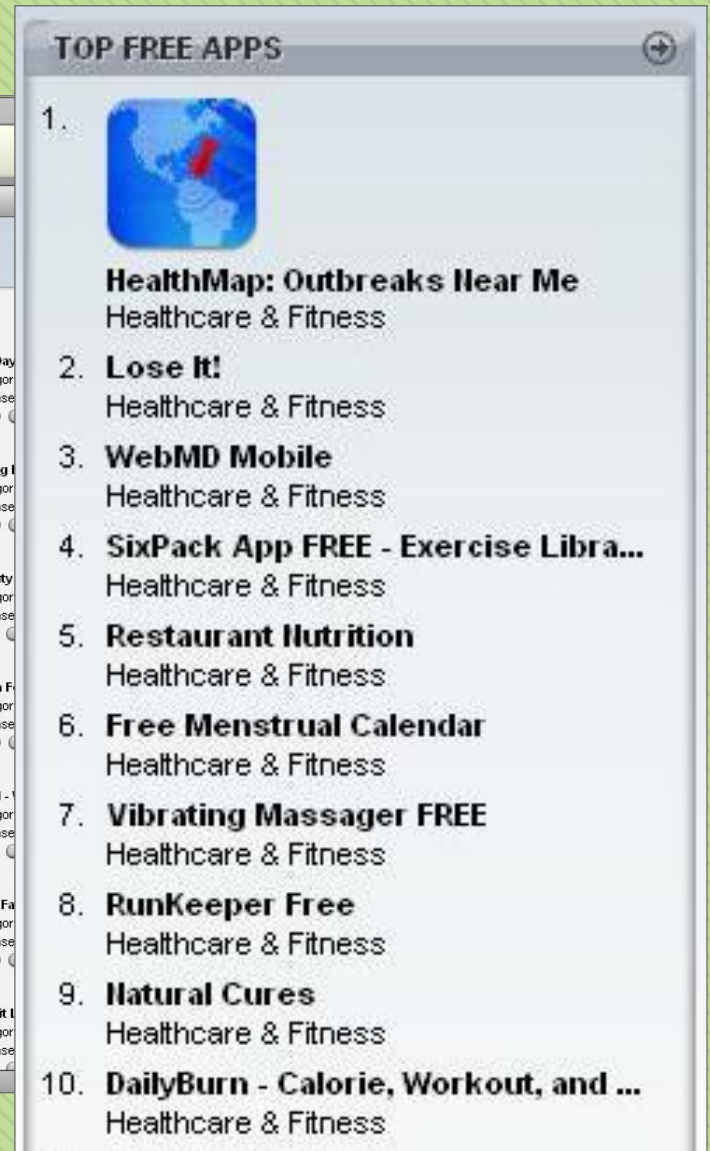 TOP FREE APPS
1.
HealthMap: Outbreaks Near Me
Healthcare & Fitness
2. Lose It!
Healthcare & Fitness
3. WebMD Mobile
Healthcare & Fitness
4. SixPack App FREE - Exercise Libra...
Healthcare & Fitness
5. Restaurant Nutrition
Healthcare & Fitness
6. Free Menstrual Calendar
Healthcare & Fitness
7. Vibrating Massager FREE
Healthcare & Fitness
8. RunKeeper Free
Healthcare & Fitness
9. Natural Cures
Healthcare & Fitness
10. DailyBurn - Calorie, Workout, and ...
Healthcare & Fitness